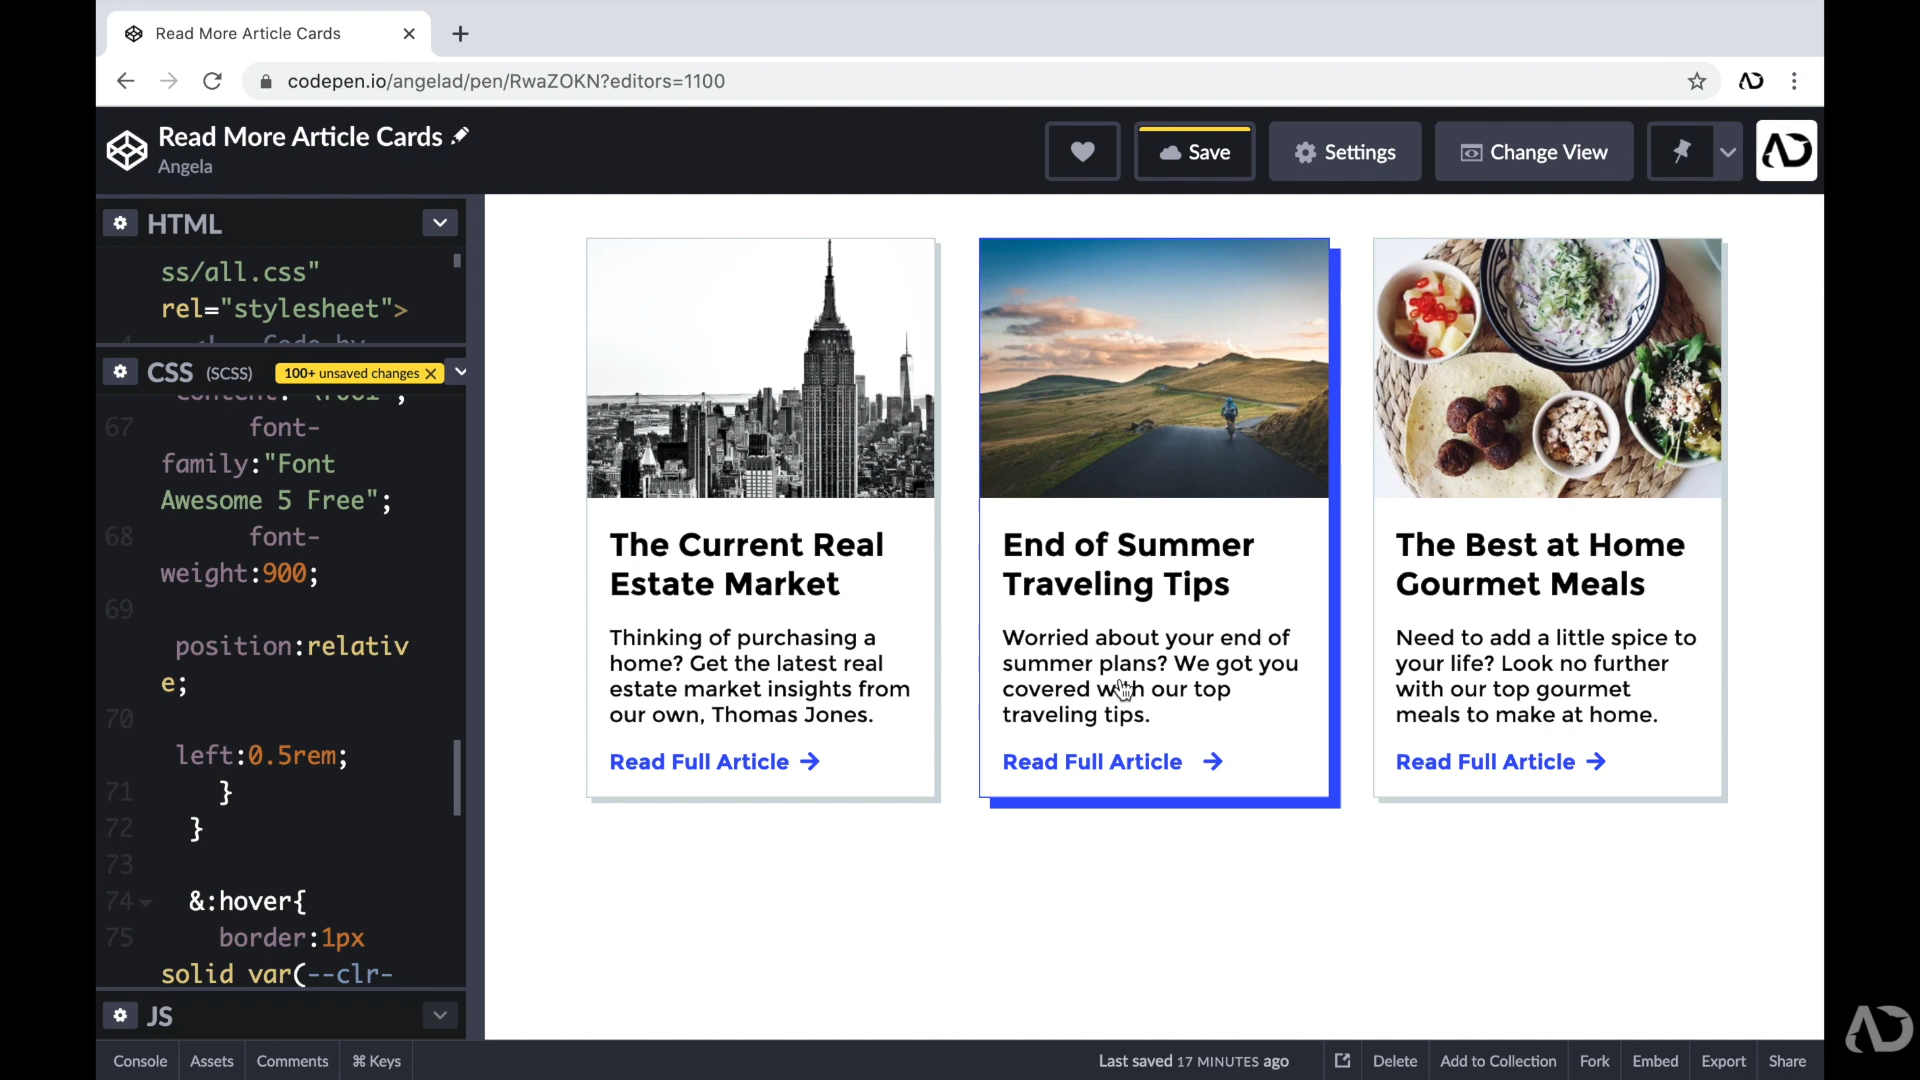 Read More Article Cards
codepen.io/angelad/pen/RwaZOKN?editors=1100
Read More Article Cards
Angela
Save
Settings
Change View
HTML
ss/all.css"
rel="stylesheet">
CSS (SCSS) 100+ unsaved changes
67 font-
family:"Font
Awesome 5 Free";
68 font-
weight:900;
69
position:relativ
e;
70
left:0.5rem;
71 }
72 }
73
74 &:hover{
75 border:1px
solid var(--clr-
JS
The Current Real
Estate Market
Thinking of purchasing a
home? Get the latest real
estate market insights from
our own, Thomas Jones.
Read Full Article
End of Summer
Traveling Tips
Worried about your end of
summer plans? We got you
covered with our top
traveling tips.
Read Full Article
The Best at Home
Gourmet Meals
Need to add a little spice to
your life? Look no further
with our top gourmet
meals to make at home.
Read Full Article
Console Assets Comments ⌘ Keys
Last saved 17 MINUTES ago
Delete Add to Collection Fork Embed Export Share